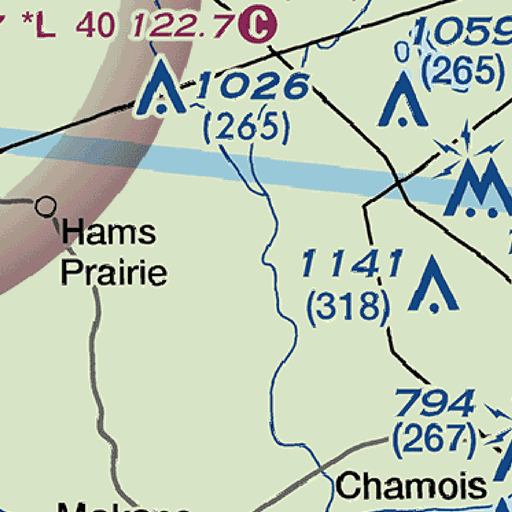 *L 40 122.7 C
1059
(265)
1026
(265)
Hams
Prairie
1141
(318)
794
(267)
Chamois